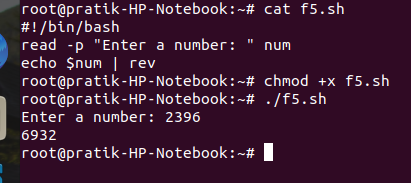 root@pratik-HP-Notebook:~# cat f5.sh
#!/bin/bash
read -p "Enter a number: " num
echo $num | rev
root@pratik-HP-Notebook:~# chmod +x f5.sh
root@pratik-HP-Notebook:~# ./f5.sh
Enter a number: 2396
6932
root@pratik-HP-Notebook:~#